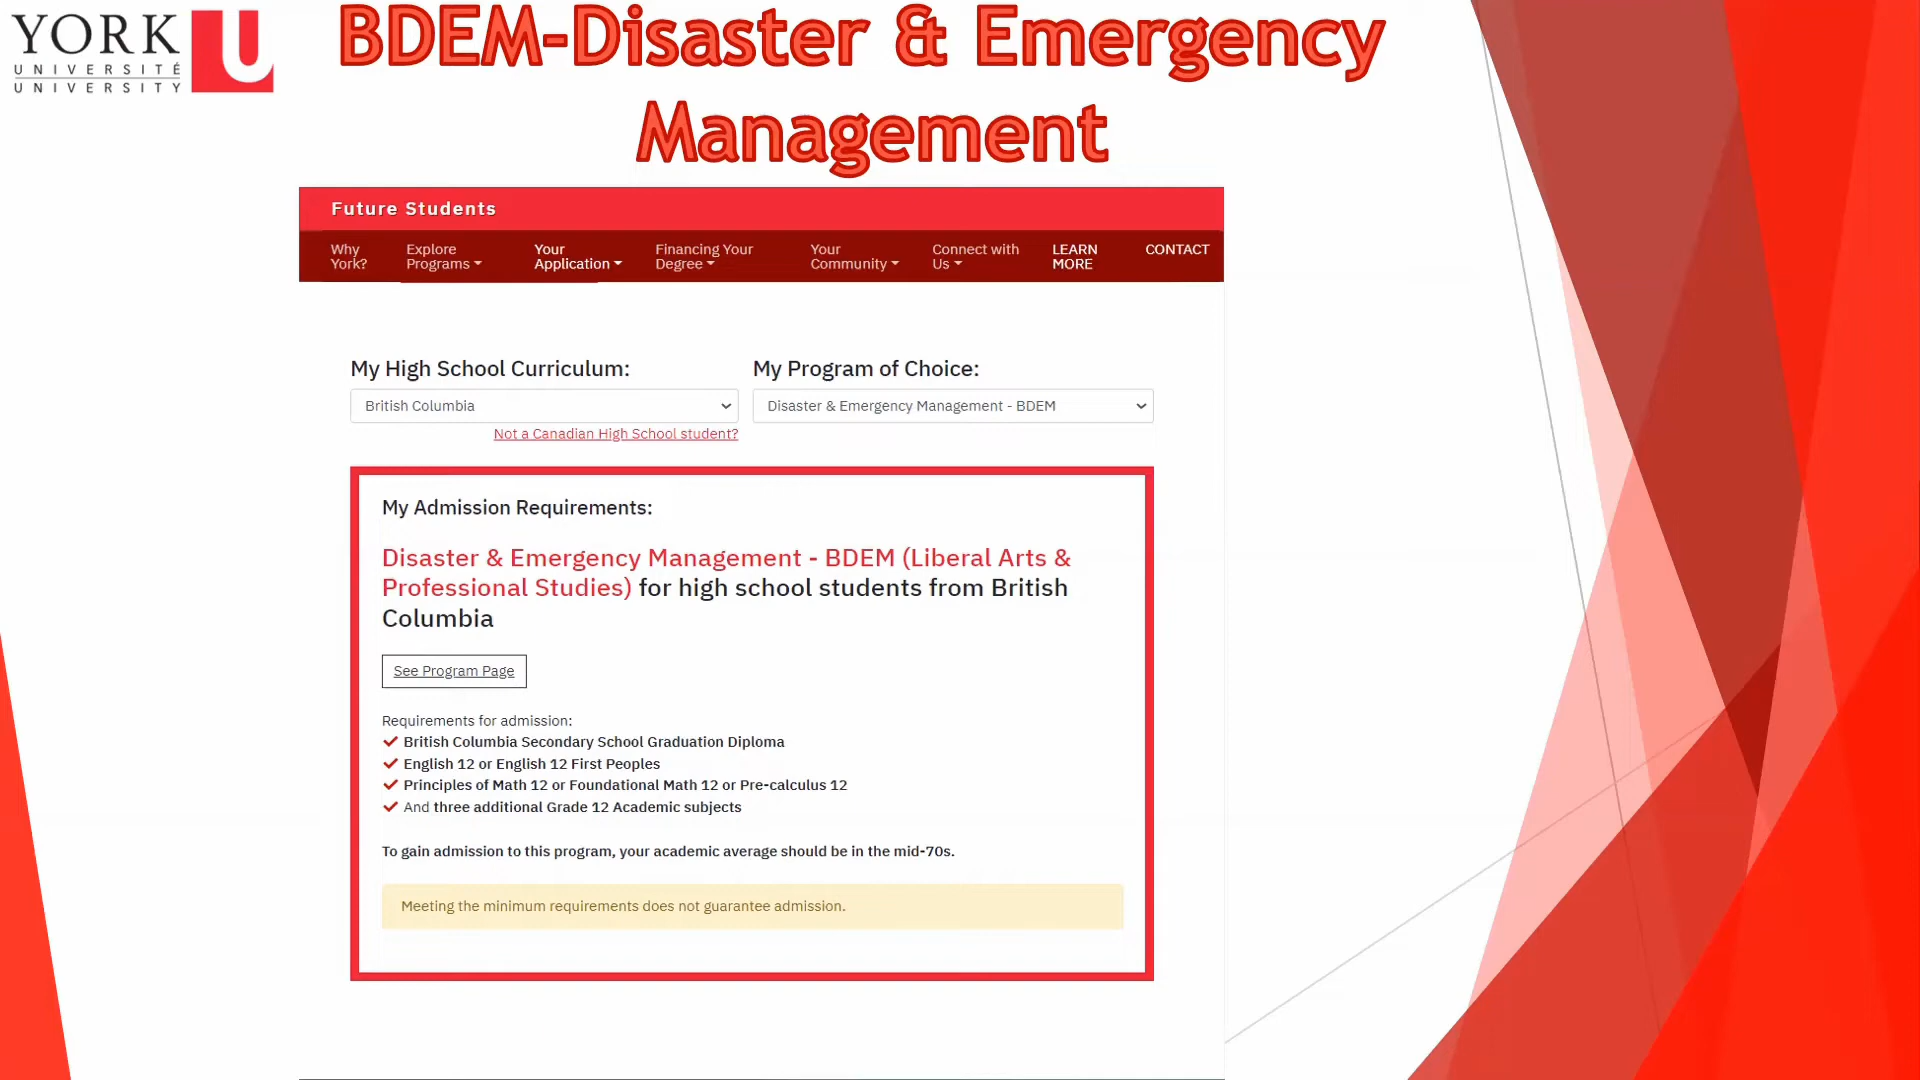 YORK U
UNIVERSITÉ
UNIVERSITY
BDEM-Disaster & Emergency
Management
Future Students
Why York?
Explore Programs
Your Application
Financing Your Degree
Your Community
Connect with Us
LEARN MORE
CONTACT
My High School Curriculum:
British Columbia
Not a Canadian High School student?
My Program of Choice:
Disaster & Emergency Management - BDEM
My Admission Requirements:
Disaster & Emergency Management - BDEM (Liberal Arts &
Professional Studies) for high school students from British
Columbia
See Program Page
Requirements for admission:
British Columbia Secondary School Graduation Diploma
English 12 or English 12 First Peoples
Principles of Math 12 or Foundational Math 12 or Pre-calculus 12
And three additional Grade 12 Academic subjects
To gain admission to this program, your academic average should be in the mid-70s.
Meeting the minimum requirements does not guarantee admission.